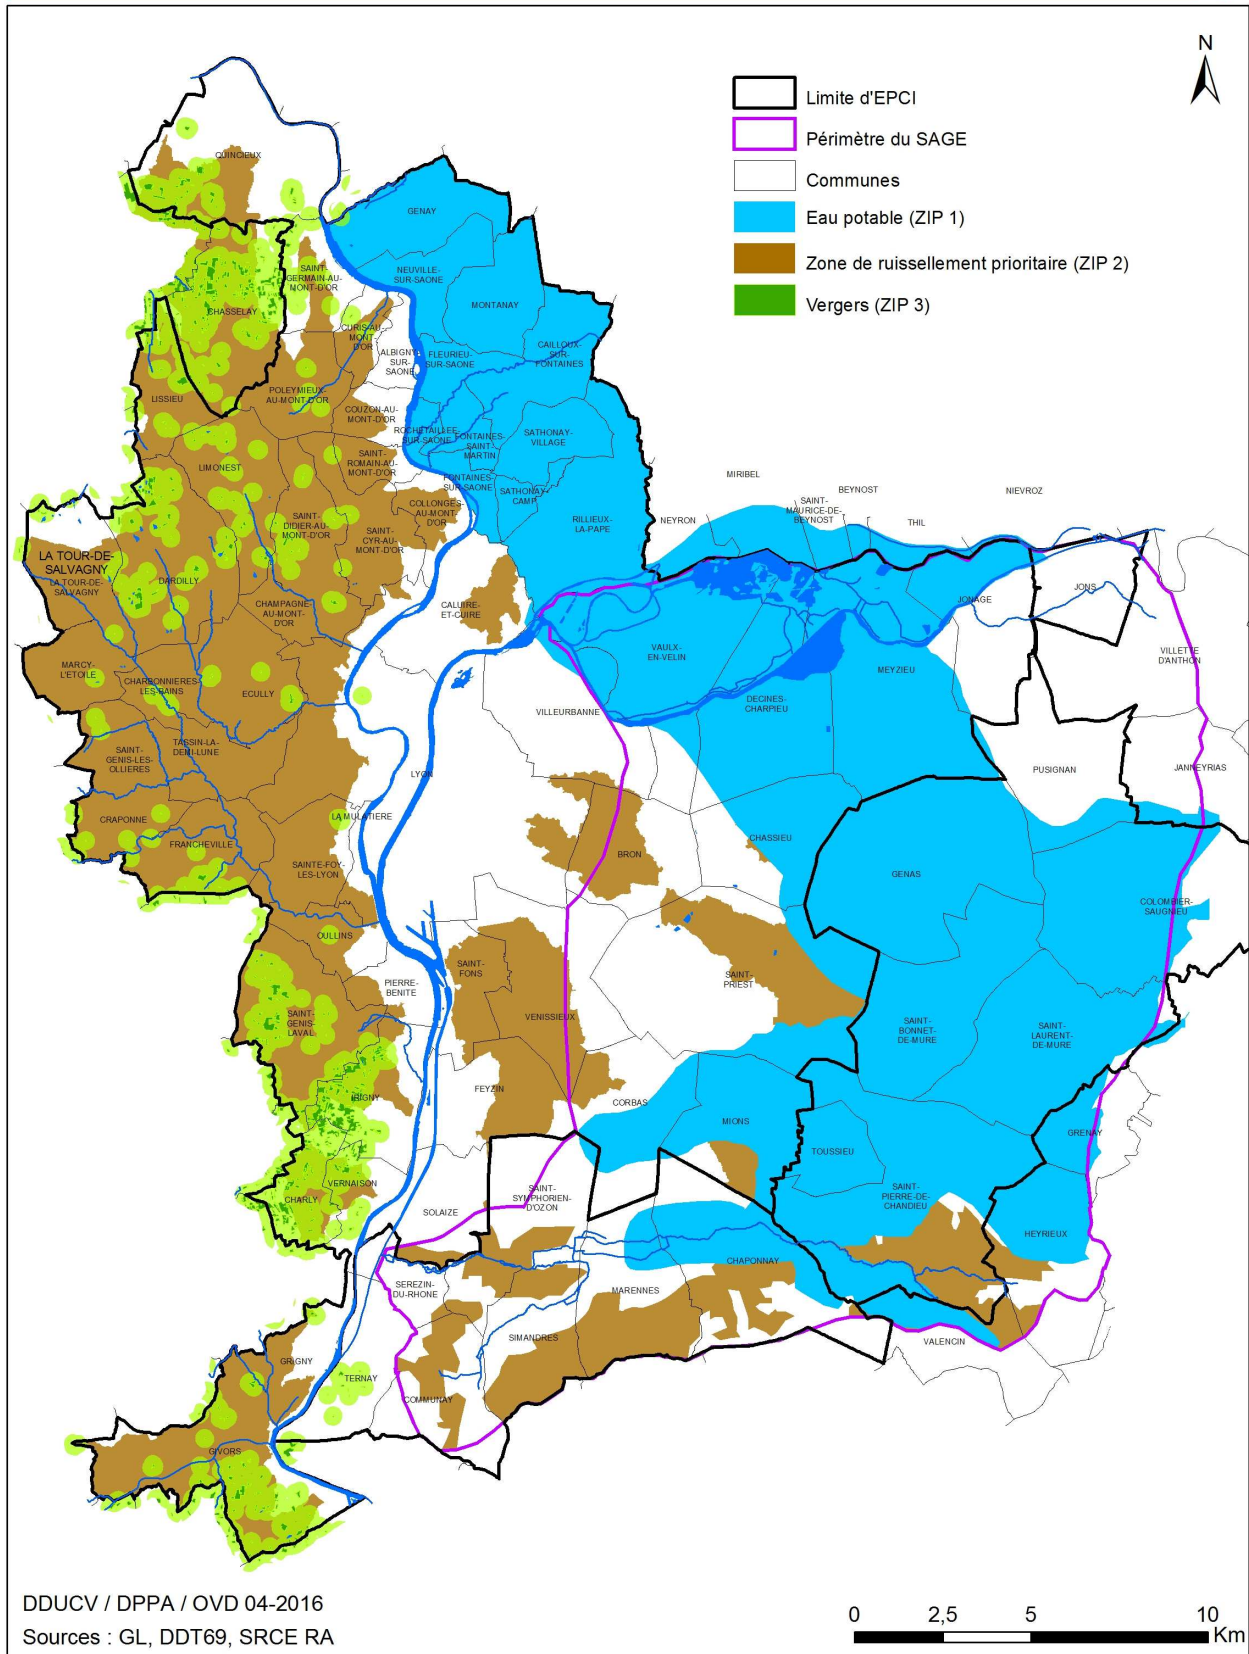 N
Limite d'EPCI
Périmètre du SAGE
Communes
Eau potable (ZIP 1)
Zone de ruissellement prioritaire (ZIP 2)
Vergers (ZIP 3)
QUINCIEUX
GENAY
SAINT-
GERMAIN-AU-
MONT-D'OR
NEUVILLE-
SUR-SAONE
MONTANAY
CHASSELAY
CURIS-AU-
MONT-
D'OR
ALBIGNY-
SUR-
SAONE
FLEURIEU-
SUR-SAONE
CAILLOUX-
SUR-
FONTAINES
LISSIEU
POLEYMIEUX-
AU-MONT-D'OR
COUZON-AU-
MONT-D'OR
ROCHETAILLEE-
SUR-SAONE
FONTAINES-
SAINT-
MARTIN
SATHONAY-
VILLAGE
LIMONEST
SAINT-
ROMAIN-AU-
MONT-D'OR
FONTAINES-
SUR-SAONE
SATHONAY-
CAMP
COLLONGES-
AU-MONT-
D'OR
RILLIEUX-
LA-PAPE
SAINT-
DIDIER-AU-
MONT-D'OR
SAINT-
CYR-AU-
MONT-D'OR
NEYRON
MIRIBEL
SAINT-
MAURICE-DE-
BEYNOST
BEYNOST
THIL
NIEVROZ
LA TOUR-DE-
SALVAGNY
LA TOUR-DE-
SALVAGNY
DARDILLY
CHAMPAGNE-
AU-MONT-
D'OR
CALUIRE-
ET-CUIRE
JONAGE
JONS
VILLETTE
D'ANTHON
VAULX-
EN-VELIN
MEYZIEU
MARCY-
L'ETOILE
CHARBONNIERES-
LES-BAINS
ECULLY
VILLEURBANNE
DECINES-
CHARPIEU
SAINT-
GENIS-LES-
OLLIERES
TASSIN-LA-
DEMI-LUNE
LYON
PUSIGNAN
JANNEYRIAS
CRAPONNE
FRANCHEVILLE
LA MULATIERE
SAINTE-FOY-
LES-LYON
BRON
CHASSIEU
GENAS
COLOMBIER-
SAUGNIEU
OULLINS
PIERRE-
BENITE
SAINT-
FONS
SAINT-
PRIEST
SAINT-
GENIS-
LAVAL
VENISSIEUX
SAINT-
BONNET-
DE-MURE
SAINT-
LAURENT-
DE-MURE
IRIGNY
FEYZIN
CORBAS
MIONS
TOUSSIEU
GRENAY
CHARLY
VERNAISON
SOLAIZE
SAINT-
SYMPHORIEN-
D'OZON
SAINT-
PIERRE-DE-
CHANDIEU
HEYRIEUX
SEREZIN-
DU-RHONE
MARENNES
CHAPONNAY
SIMANDRES
VALENCIN
GRIGNY
TERNAY
COMMUNAY
GIVORS
DDUCV / DPPA / OVD 04-2016
Sources : GL, DDT69, SRCE RA
0 2,5 5 10
Km